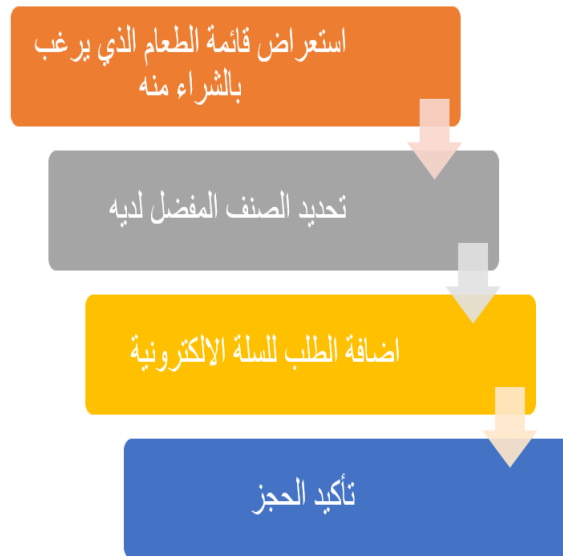 استعراض قائمة الطعام الذي يرغب
بالشراء منه
تحديد الصنف المفضل لديه
اضافة الطلب للسلة الالكترونية
تأكيد الحجز